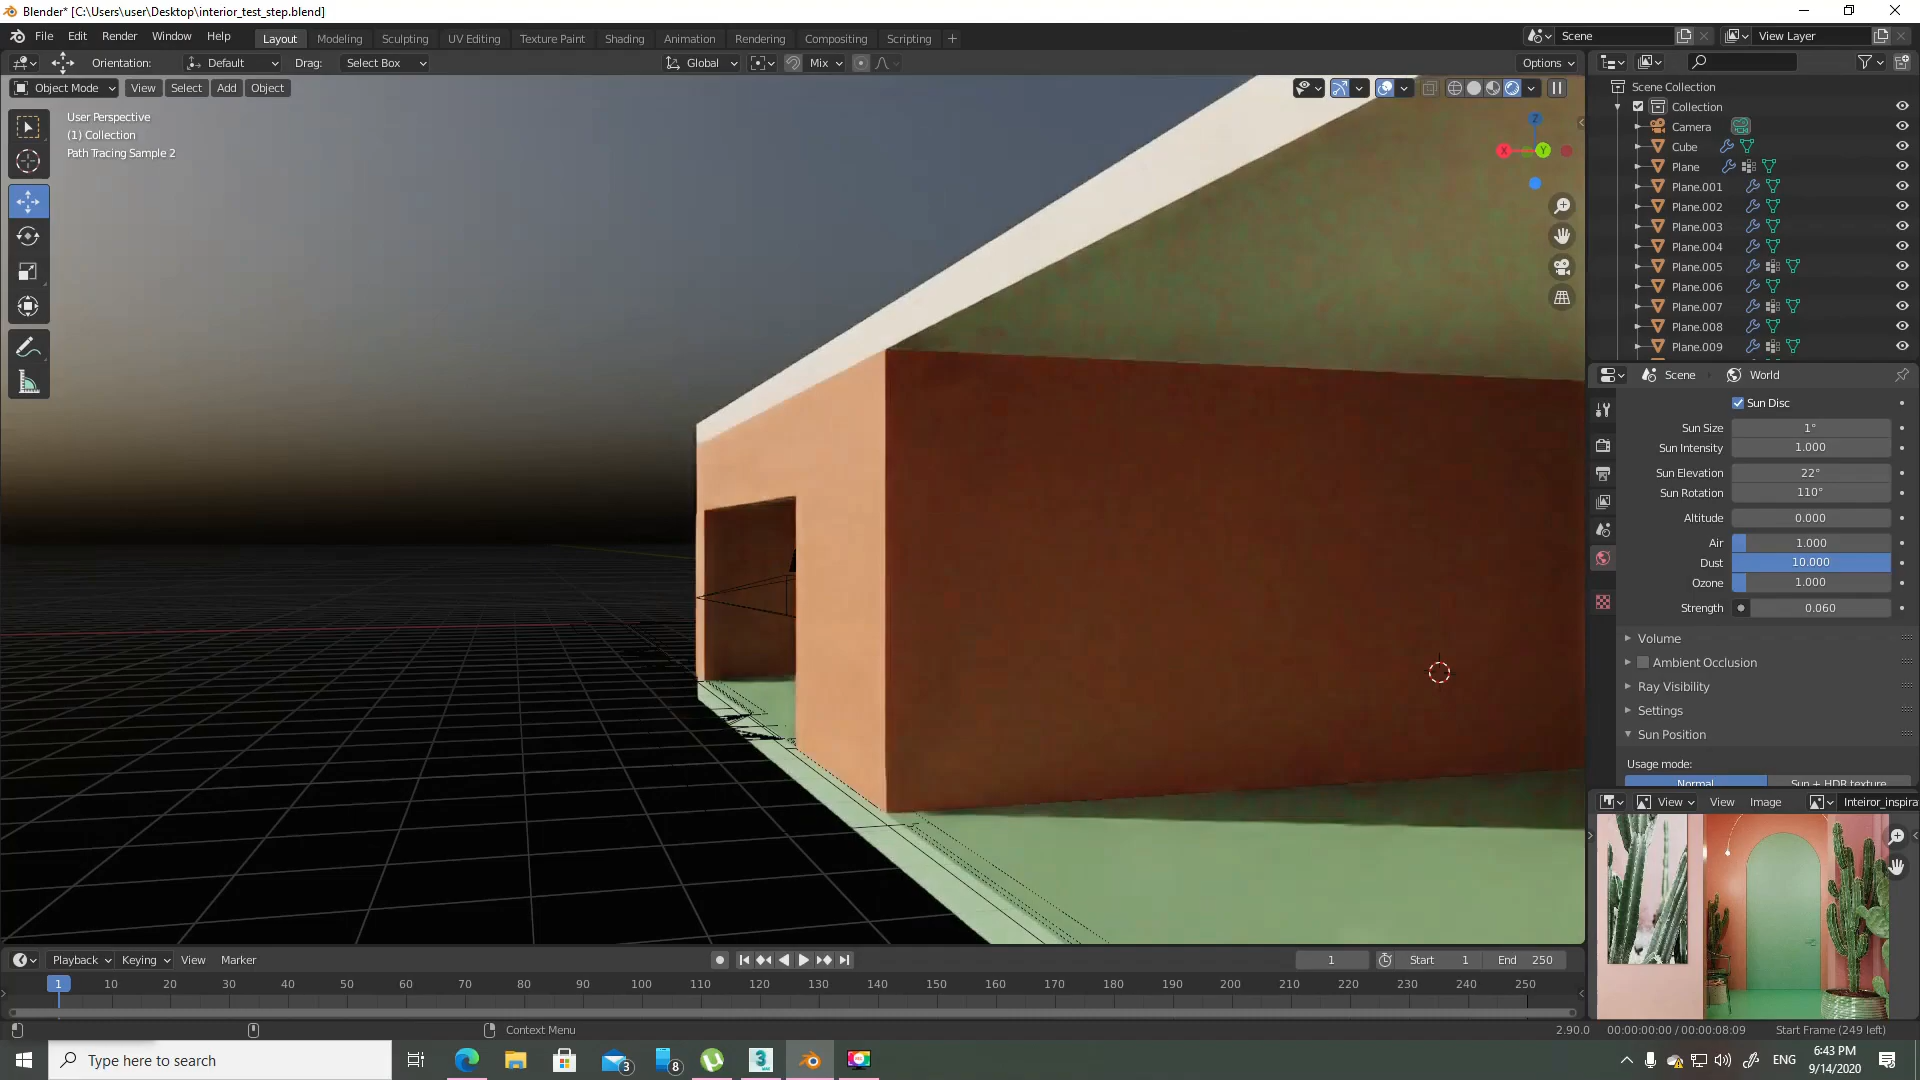 Blender* [C:\Users\user\Desktop\interior_test_step.blend]
File Edit Render Window Help Layout Modeling Sculpting UV Editing Texture Paint Shading Animation Rendering Compositing Scripting + Scene View Layer
Orientation: Default Drag: Select Box Global Mix Options
Object Mode View Select Add Object
User Perspective
(1) Collection
Path Tracing Sample 2
Z
X
Y
Scene Collection
Collection
Camera
Cube
Plane
Plane.001
Plane.002
Plane.003
Plane.004
Plane.005
Plane.006
Plane.007
Plane.008
Plane.009
Scene World
Sun Disc
Sun Size 1°
Sun Intensity 1.000
Sun Elevation 22°
Sun Rotation 110°
Altitude 0.000
Air 1.000
Dust 10.000
Ozone 1.000
Strength 0.060
Volume
Ambient Occlusion
Ray Visibility
Settings
Sun Position
Usage mode:
Normal Sun + HDR texture
View View Image Inteiror_inspira
Playback Keying View Marker 1 Start 1 End 250
1 10 20 30 40 50 60 70 80 90 100 110 120 130 140 150 160 170 180 190 200 210 220 230 240 250
Context Menu 2.90.0 00:00:00:00 / 00:00:08:09 Start Frame (249 left)
Type here to search 3 8 3 ENG 6:43 PM
9/14/2020